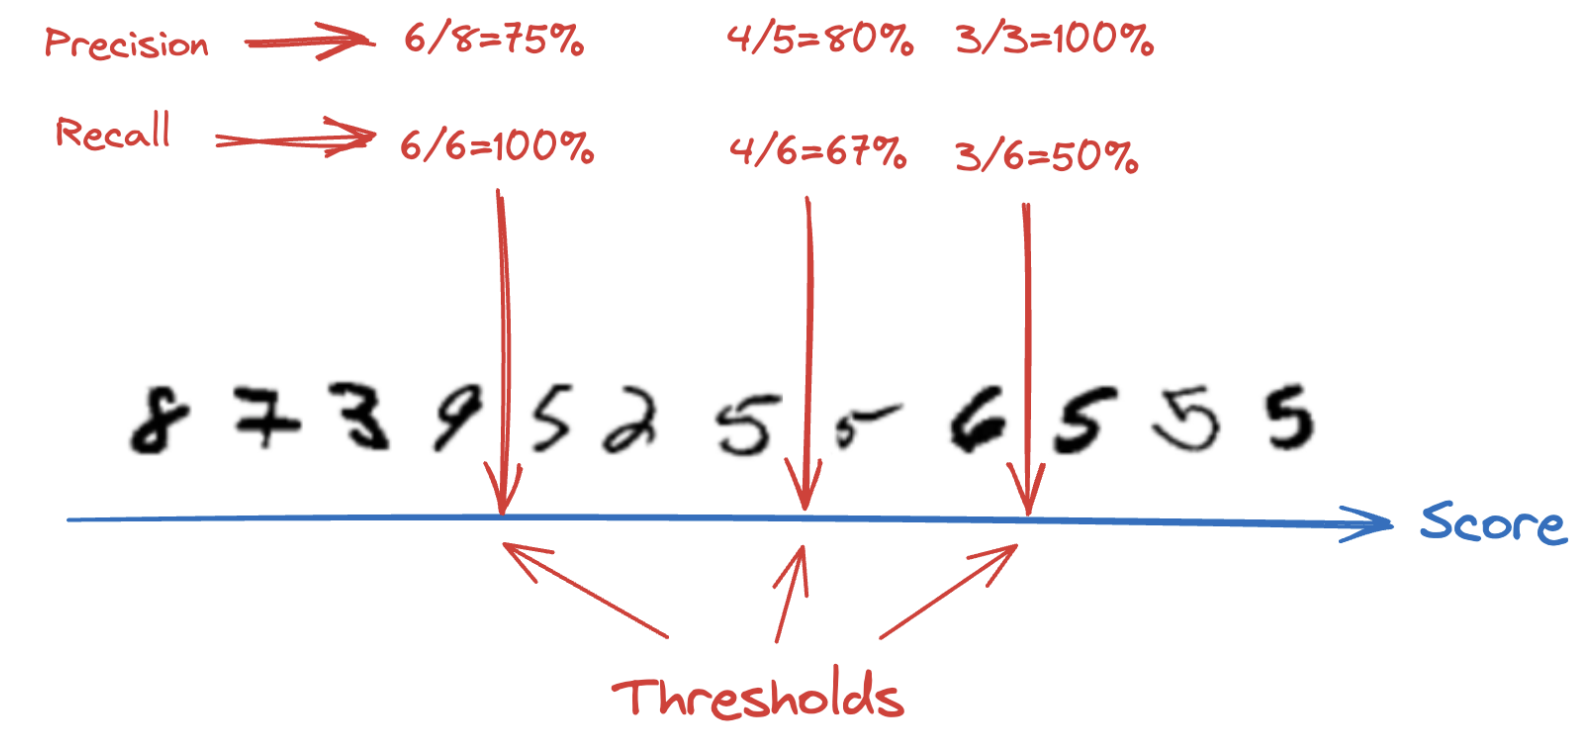 Precision 6/8=75% 4/5=80% 3/3=100%
Recall 6/6=100% 4/6=67% 3/6=50%
8 7 3 9 5 2 5 5 6 5 5 5
Score
Thresholds